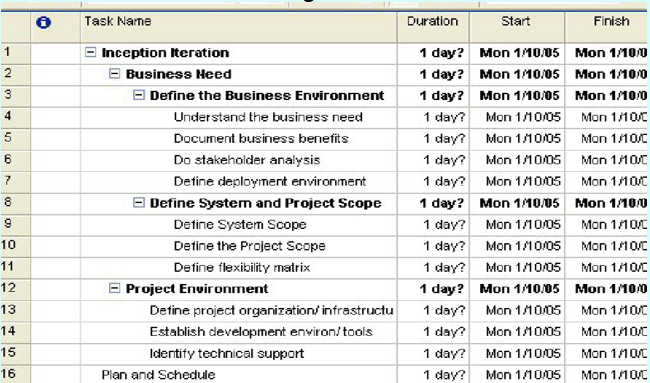 Task Name Duration Start Finish
1 Inception Iteration 1 day? Mon 1/10/05 Mon 1/10/0
2 Business Need 1 day? Mon 1/10/05 Mon 1/10/0
3 Define the Business Environment 1 day? Mon 1/10/05 Mon 1/10/0
4 Understand the business need 1 day? Mon 1/10/05 Mon 1/10/0
5 Document business benefits 1 day? Mon 1/10/05 Mon 1/10/0
6 Do stakeholder analysis 1 day? Mon 1/10/05 Mon 1/10/0
7 Define deployment environment 1 day? Mon 1/10/05 Mon 1/10/0
8 Define System and Project Scope 1 day? Mon 1/10/05 Mon 1/10/0
9 Define System Scope 1 day? Mon 1/10/05 Mon 1/10/0
10 Define the Project Scope 1 day? Mon 1/10/05 Mon 1/10/0
11 Define flexibility matrix 1 day? Mon 1/10/05 Mon 1/10/0
12 Project Environment 1 day? Mon 1/10/05 Mon 1/10/0
13 Define project organization/ infrastructu 1 day? Mon 1/10/05 Mon 1/10/0
14 Establish development environ/ tools 1 day? Mon 1/10/05 Mon 1/10/0
15 Identify technical support 1 day? Mon 1/10/05 Mon 1/10/0
16 Plan and Schedule 1 day? Mon 1/10/05 Mon 1/10/0